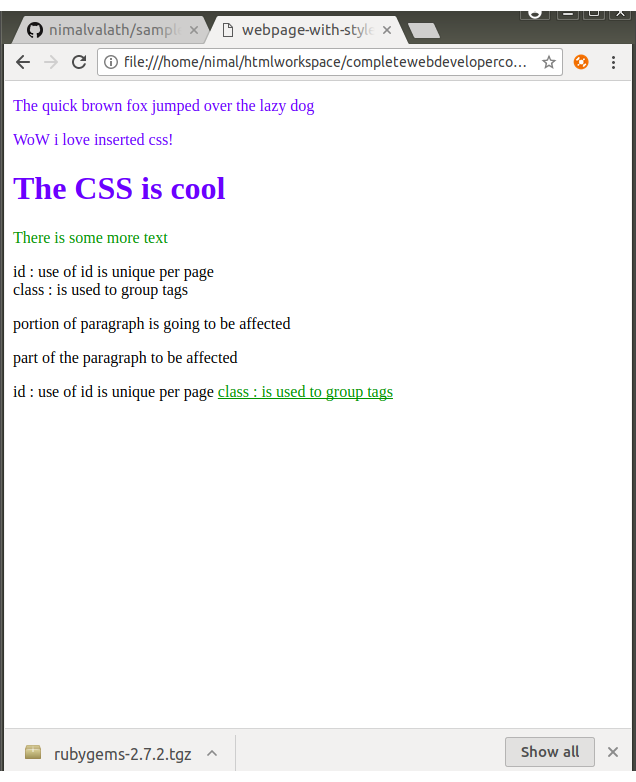 nimalvalath/sampl
webpage-with-style
file:///home/nimal/htmlworkspace/completewebdeveloperco...
The quick brown fox jumped over the lazy dog
WoW i love inserted css!
The CSS is cool
There is some more text
id : use of id is unique per page
class : is used to group tags
portion of paragraph is going to be affected
part of the paragraph to be affected
id : use of id is unique per page class : is used to group tags
rubygems-2.7.2.tgz
Show all